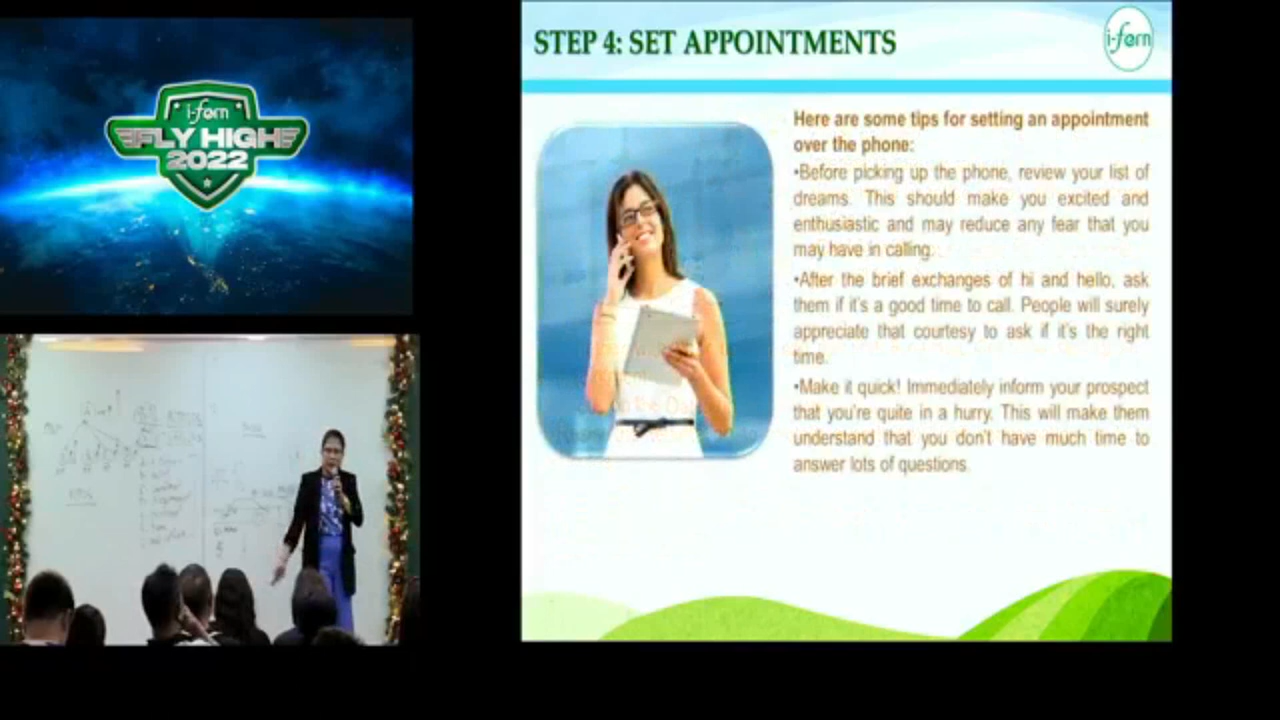 i-fern
FLY HIGH
2022
STEP 4: SET APPOINTMENTS
i-fern
Here are some tips for setting an appointment
over the phone:
•Before picking up the phone, review your list of
dreams. This should make you excited and
enthusiastic and may reduce any fear that you
may have in calling.
•After the brief exchanges of hi and hello, ask
them if it's a good time to call. People will surely
appreciate that courtesy to ask if it's the right
time.
•Make it quick! Immediately inform your prospect
that you're quite in a hurry. This will make them
understand that you don't have much time to
answer lots of questions.